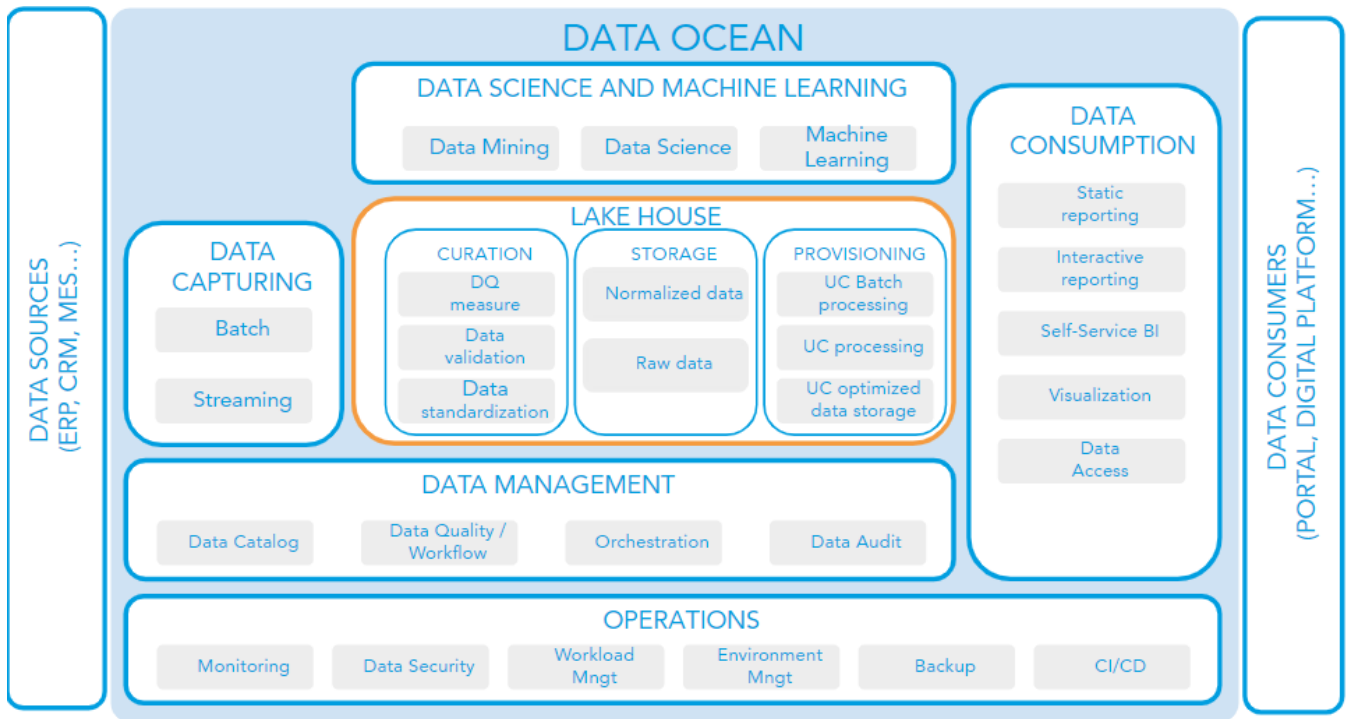 DATA SOURCES
(ERP, CRM, MES...)
DATA OCEAN
DATA SCIENCE AND MACHINE LEARNING
Data Mining
Data Science
Machine
Learning
DATA
CAPTURING
Batch
Streaming
LAKE HOUSE
CURATION
DQ
measure
Data
validation
Data
standardization
STORAGE
Normalized data
Raw data
PROVISIONING
UC Batch
processing
UC processing
UC optimized
data storage
DATA
CONSUMPTION
Static
reporting
Interactive
reporting
Self-Service BI
Visualization
Data
Access
DATA MANAGEMENT
Data Catalog
Data Quality /
Workflow
Orchestration
Data Audit
OPERATIONS
Monitoring
Data Security
Workload
Mngt
Environment
Mngt
Backup
CI/CD
DATA CONSUMERS
(PORTAL, DIGITAL PLATFORM...)